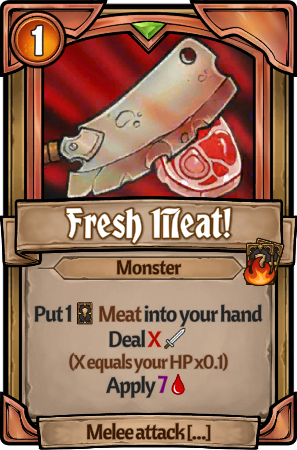 1
Fresh Meat!
Monster
Put 1 Meat into your hand
Deal X
(X equals your HP x0.1)
Apply 7
Melee attack [...]